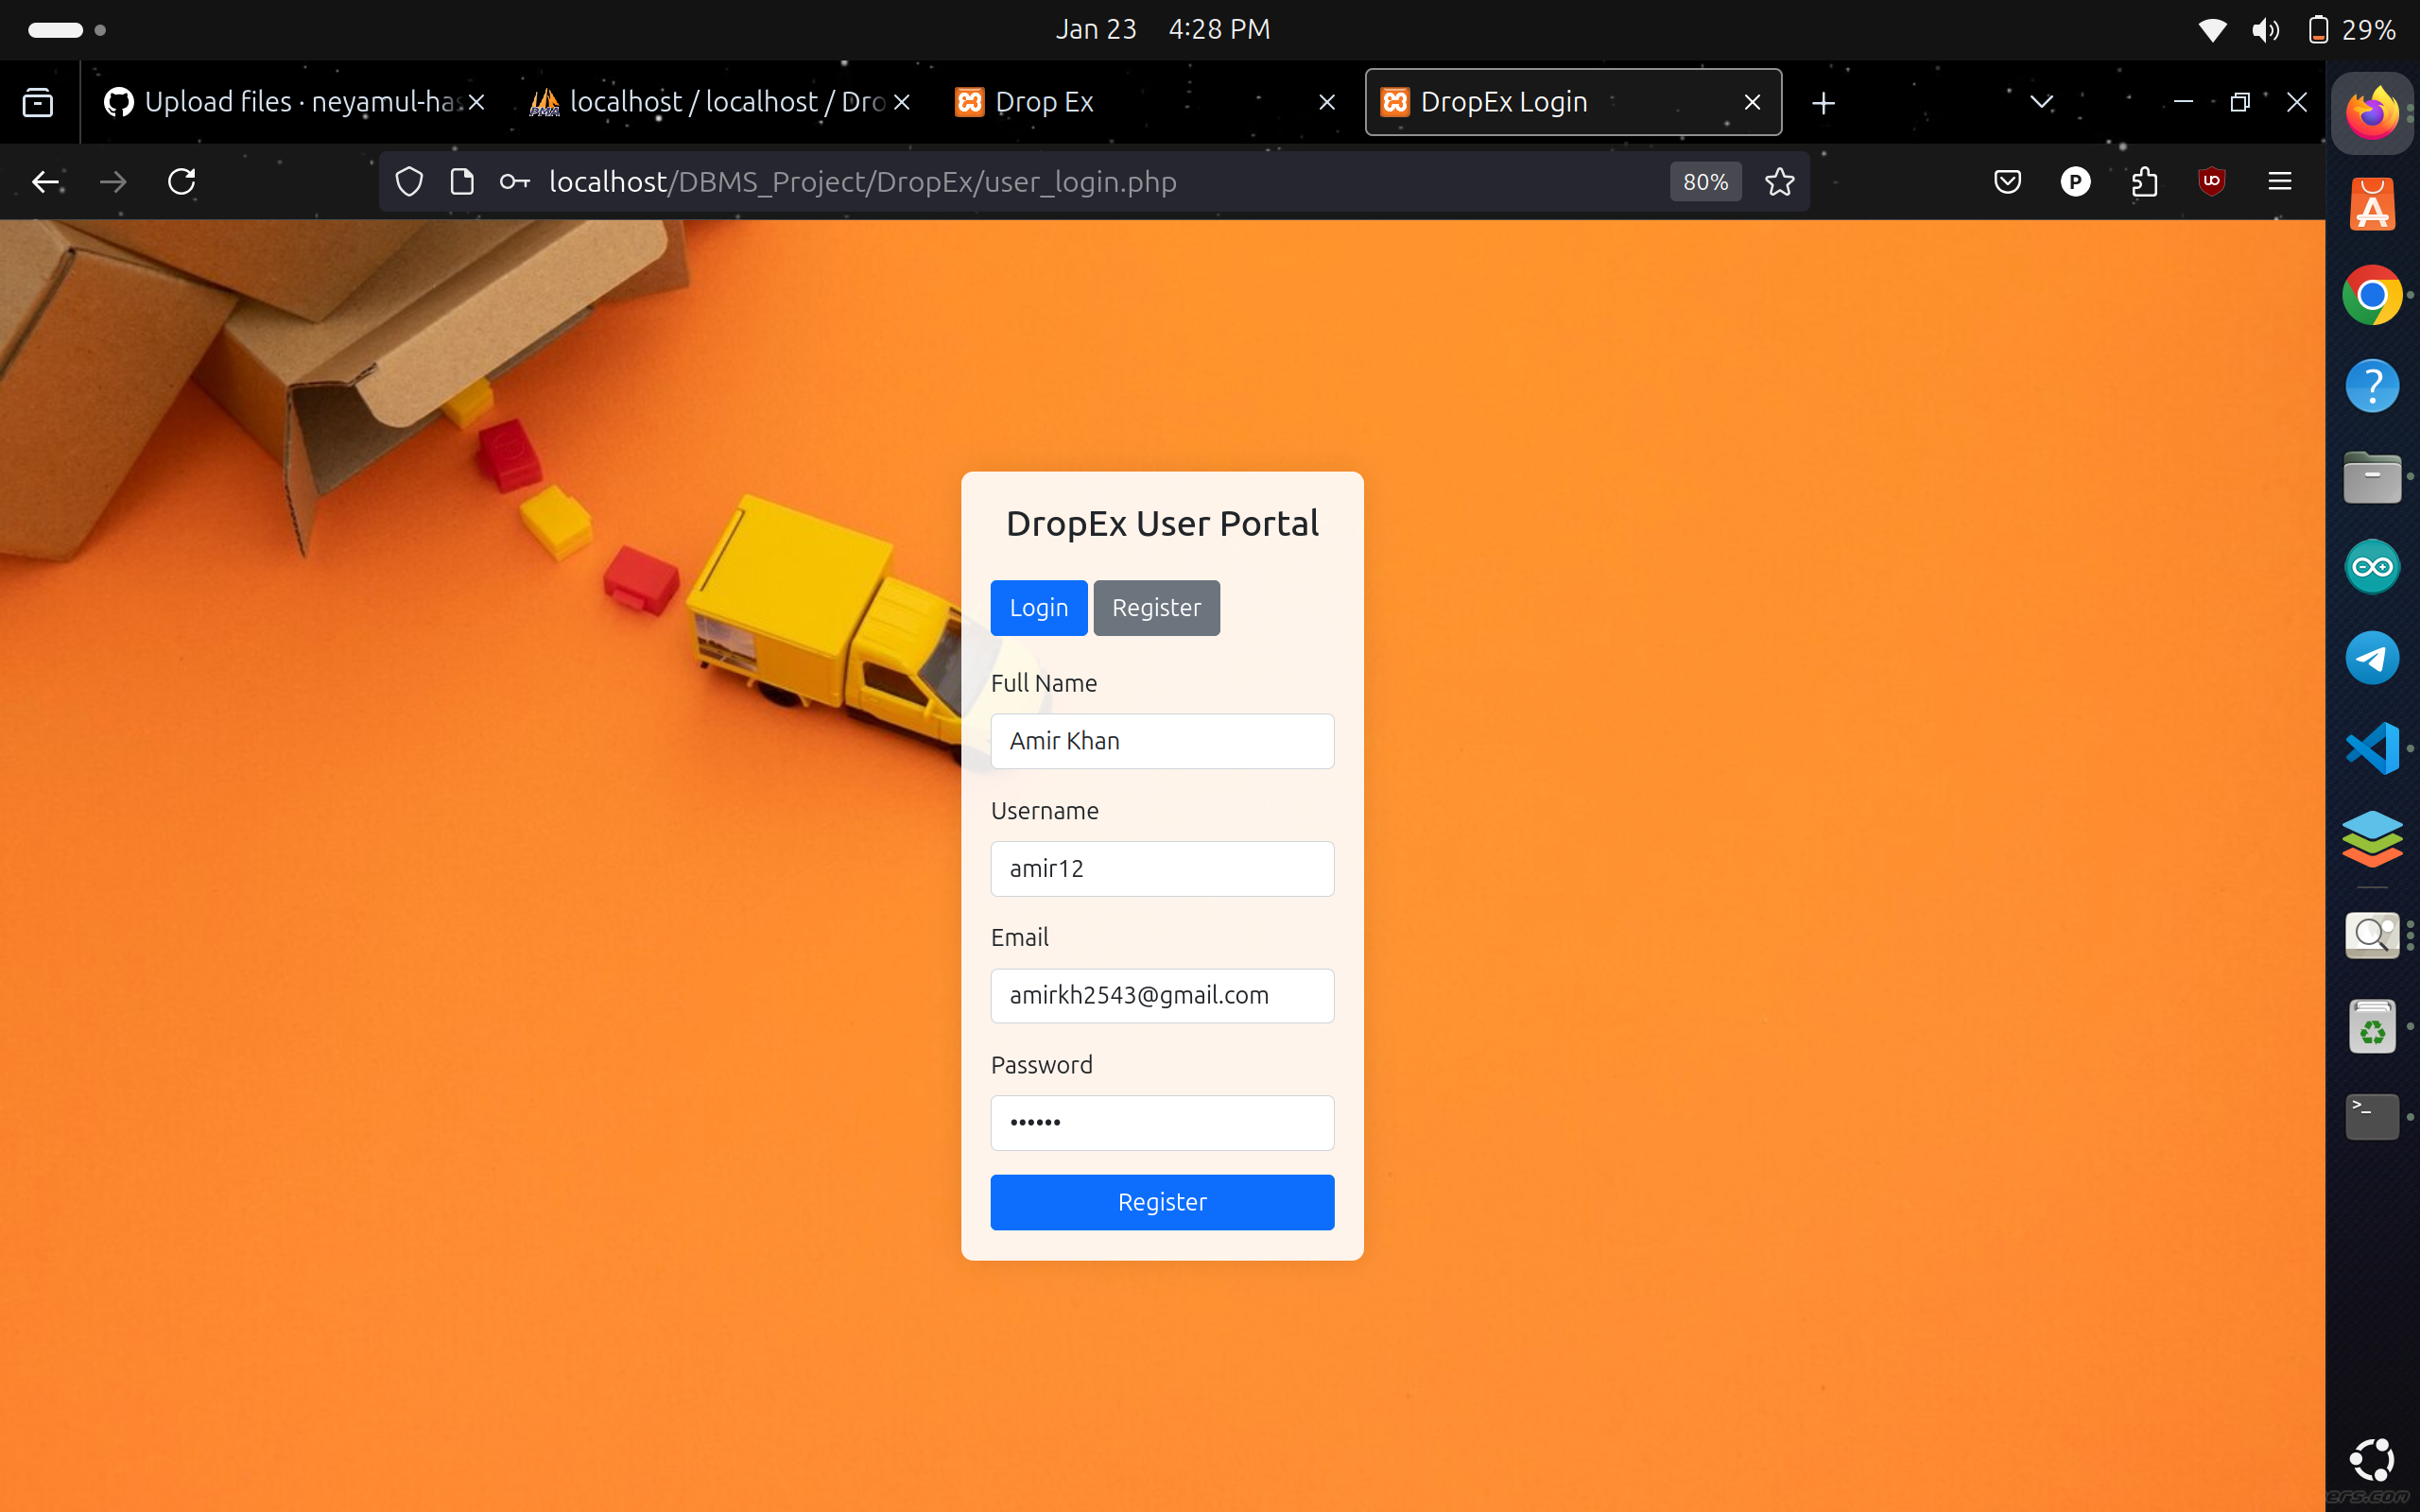 Jan 23 4:28 PM
29%
Upload files · neyamul-has
localhost / localhost / Dro
Drop Ex
DropEx Login
localhost/DBMS_Project/DropEx/user_login.php
80%
DropEx User Portal
Login Register
Full Name
Amir Khan
Username
amir12
Email
amirkh2543@gmail.com
Password
••••••
Register